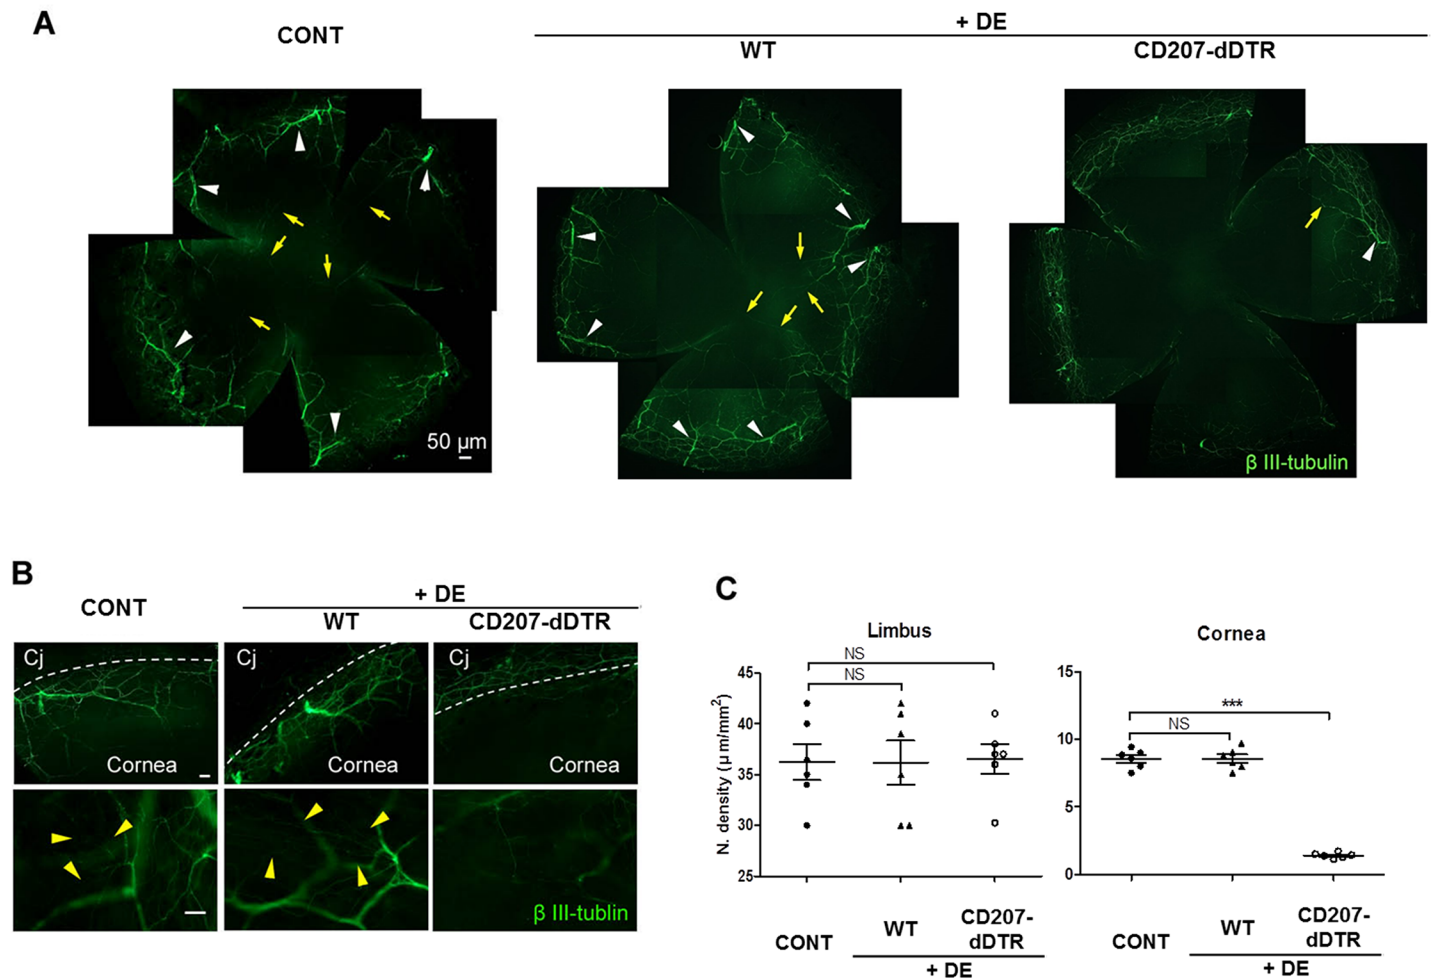 A
CONT
+ DE
WT
CD207-dDTR
50 µm
β III-tubulin
B
CONT
+ DE
WT
CD207-dDTR
Cj
Cj
Cj
Cornea
Cornea
Cornea
β III-tublin
C
Limbus
N. density (µ m/mm²)
45
40
35
30
25
NS
NS
CONT
WT
CD207-
dDTR
+ DE
Cornea
15
10
5
0
***
NS
CONT
WT
CD207-
dDTR
+ DE